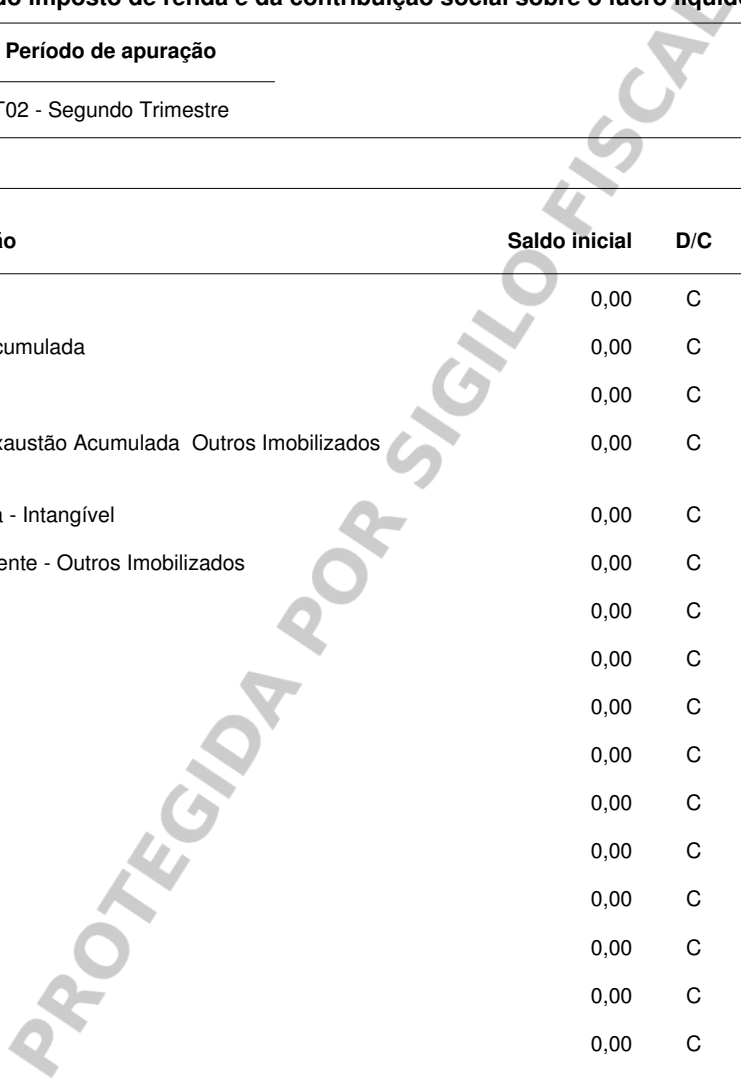 do imposto de renda e da contribuição social sobre o lucro líquido
Período de apuração
T02 - Segundo Trimestre
ão Saldo inicial D/C
0,00 C
cumulada 0,00 C
0,00 C
xaustão Acumulada Outros Imobilizados 0,00 C
a - Intangível 0,00 C
ente - Outros Imobilizados 0,00 C
0,00 C
0,00 C
0,00 C
0,00 C
0,00 C
0,00 C
0,00 C
0,00 C
0,00 C
0,00 C
PROTEGIDA POR SIGILO FISCAL